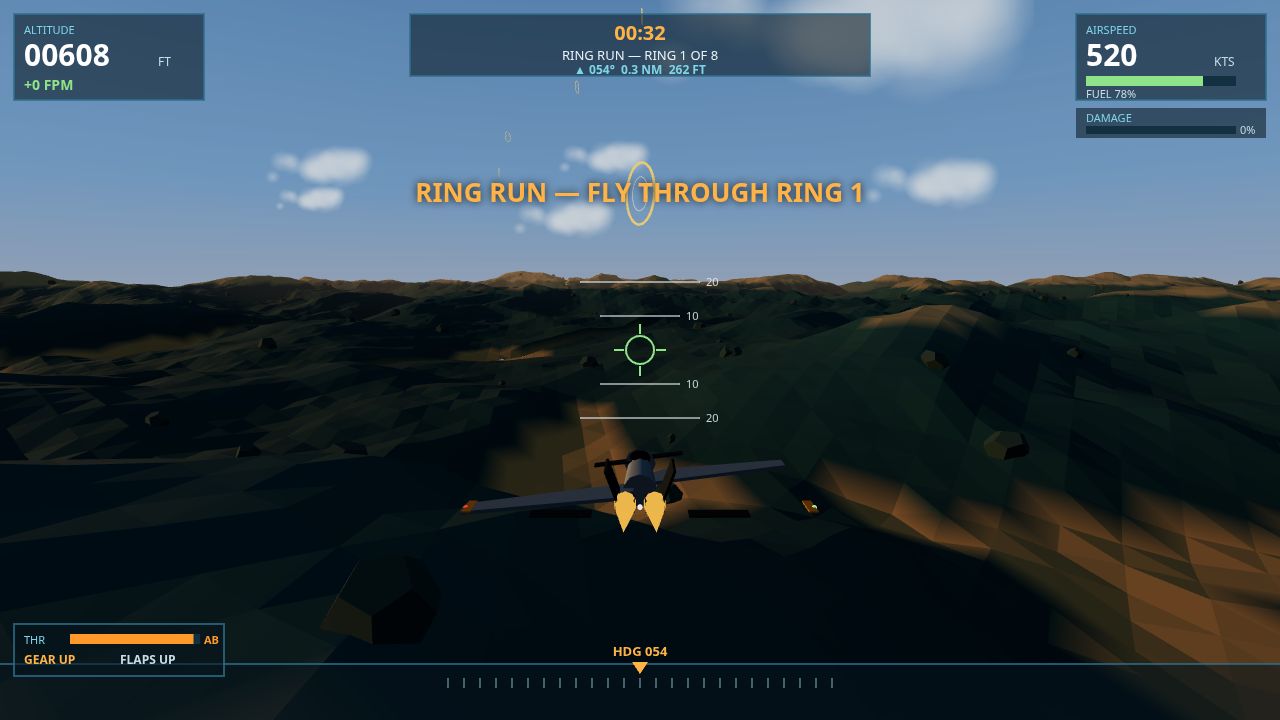 ALTITUDE
00608 FT
+0 FPM
00:32
RING RUN — RING 1 OF 8
▲ 054° 0.3 NM 262 FT
AIRSPEED
520 KTS
FUEL 78%
DAMAGE
0%
RING RUN — FLY THROUGH RING 1
20
10
10
20
THR AB
GEAR UP FLAPS UP
HDG 054